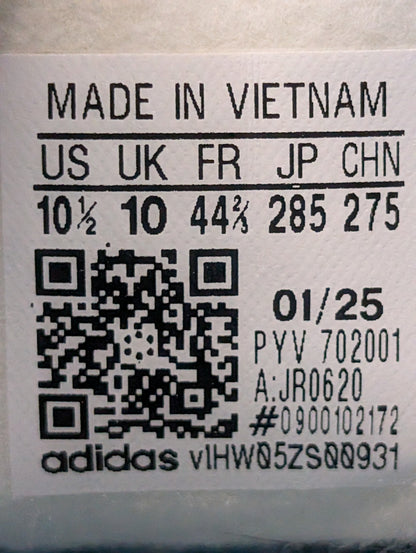 MADE IN VIETNAM
US UK FR JP CHN
10½ 10 44⅔ 285 275
01/25
PYV 702001
A:JR0620
#0900102172
adidas vlHW05ZS00931